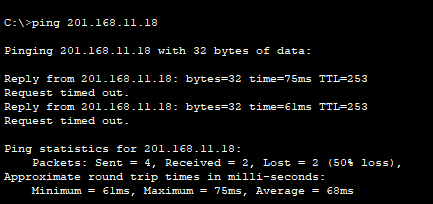 C:\>ping 201.168.11.18
Pinging 201.168.11.18 with 32 bytes of data:
Reply from 201.168.11.18: bytes=32 time=75ms TTL=253
Request timed out.
Reply from 201.168.11.18: bytes=32 time=61ms TTL=253
Request timed out.
Ping statistics for 201.168.11.18:
    Packets: Sent = 4, Received = 2, Lost = 2 (50% loss),
Approximate round trip times in milli-seconds:
    Minimum = 61ms, Maximum = 75ms, Average = 68ms